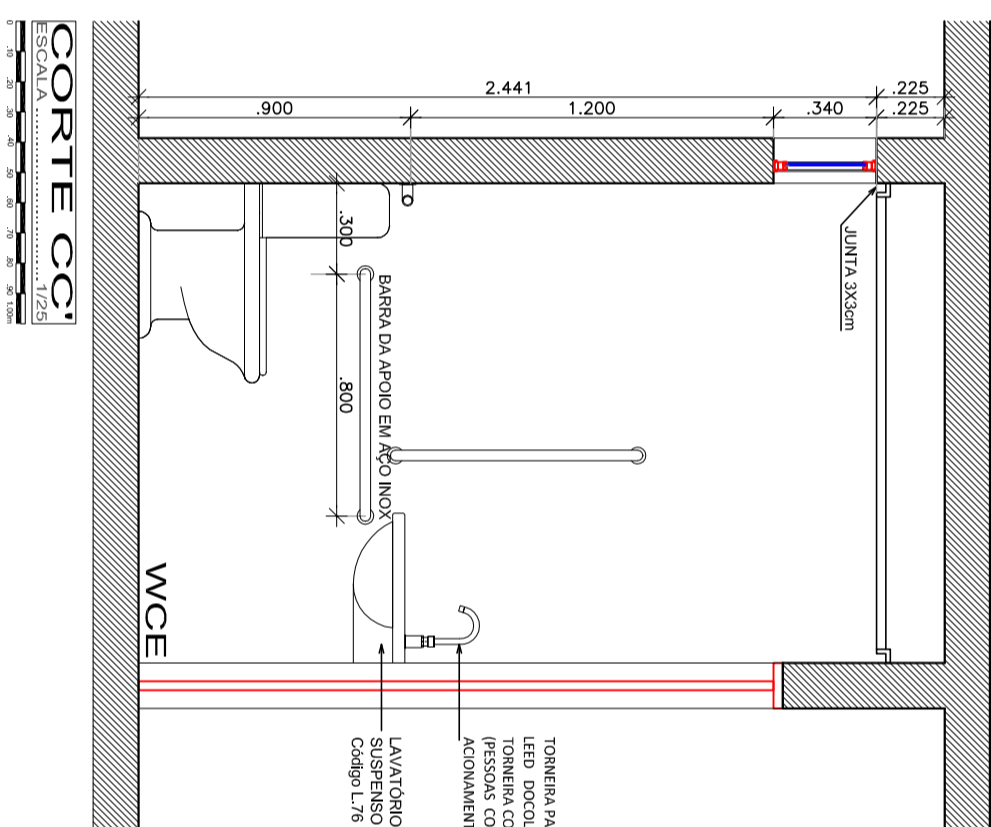 CORTE CC'
ESCALA ..................1/25
0 .10 .20 .30 .40 .50 .60 .70 .80 .90 1.00m
2.441
.225
.900
1.200
.340
.225
JUNTA 3X3cm
.300
.800
BARRA DA APOIO EM AÇO INOX
WCE
TORNEIRA PA
LEED DOCOL
TORNEIRA CO
(PESSOAS CO
ACIONAMENT
LAVATÓRIO
SUSPENSO
Código L.76